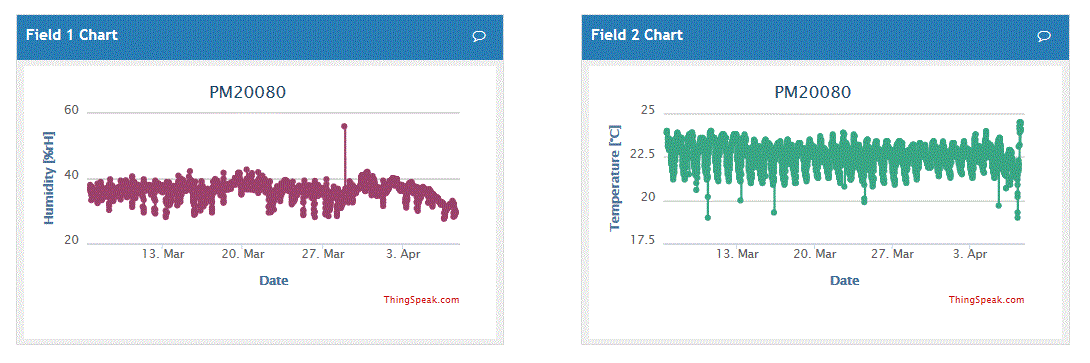 Field 1 Chart
PM20080
Humidity [%rH]
60
40
20
13. Mar
20. Mar
27. Mar
3. Apr
Date
ThingSpeak.com
Field 2 Chart
PM20080
Temperature [°C]
25
22.5
20
17.5
13. Mar
20. Mar
27. Mar
3. Apr
Date
ThingSpeak.com